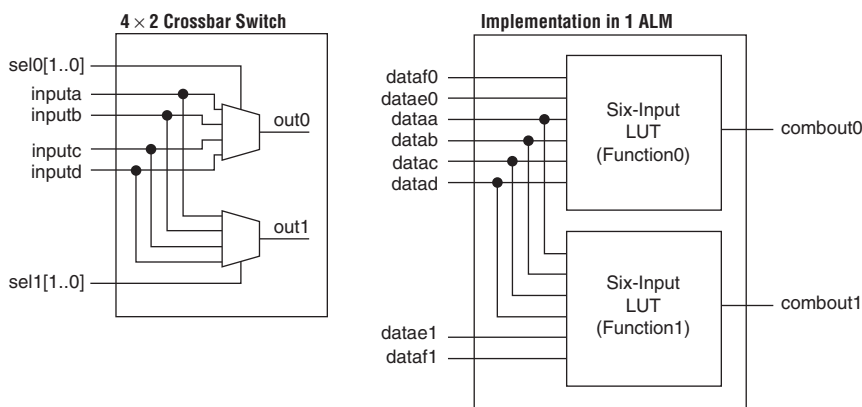 4 × 2 Crossbar Switch
sel0[1..0]
inputa
inputb
inputc
inputd
out0
out1
sel1[1..0]
Implementation in 1 ALM
dataf0
datae0
dataa
datab
datac
datad
Six-Input
LUT
(Function0)
combout0
Six-Input
LUT
(Function1)
combout1
datae1
dataf1